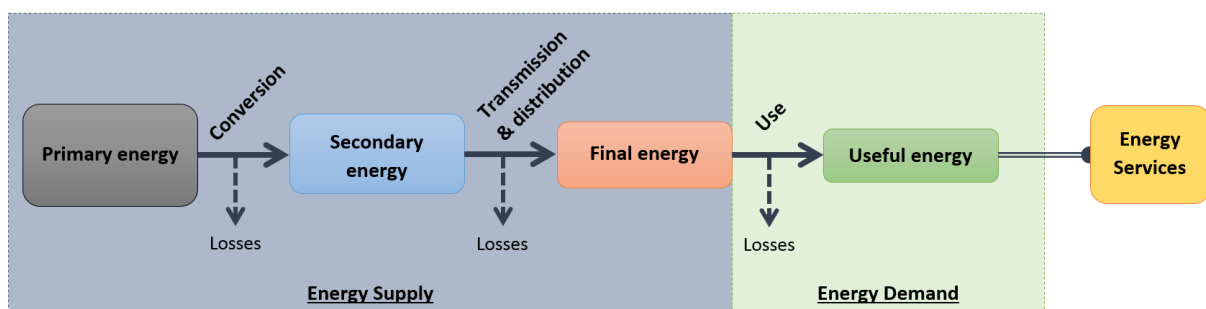 Primary energy
Conversion
Losses
Secondary
energy
Transmission
& distribution
Losses
Final energy
Use
Losses
Useful energy
Energy
Services
Energy Supply
Energy Demand